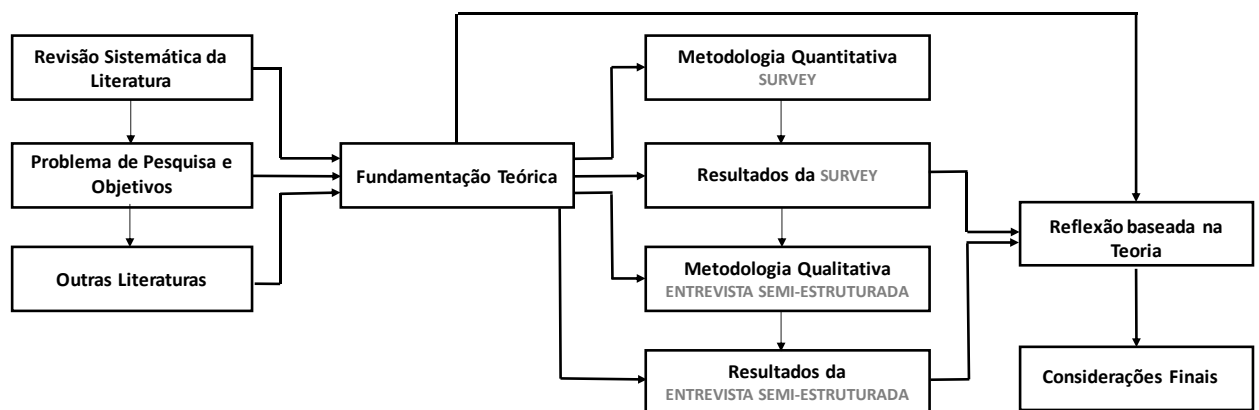 Revisão Sistemática da
Literatura
Problema de Pesquisa e
Objetivos
Outras Literaturas
Fundamentação Teórica
Metodologia Quantitativa
SURVEY
Resultados da SURVEY
Metodologia Qualitativa
ENTREVISTA SEMI-ESTRUTURADA
Resultados da
ENTREVISTA SEMI-ESTRUTURADA
Reflexão baseada na
Teoria
Considerações Finais